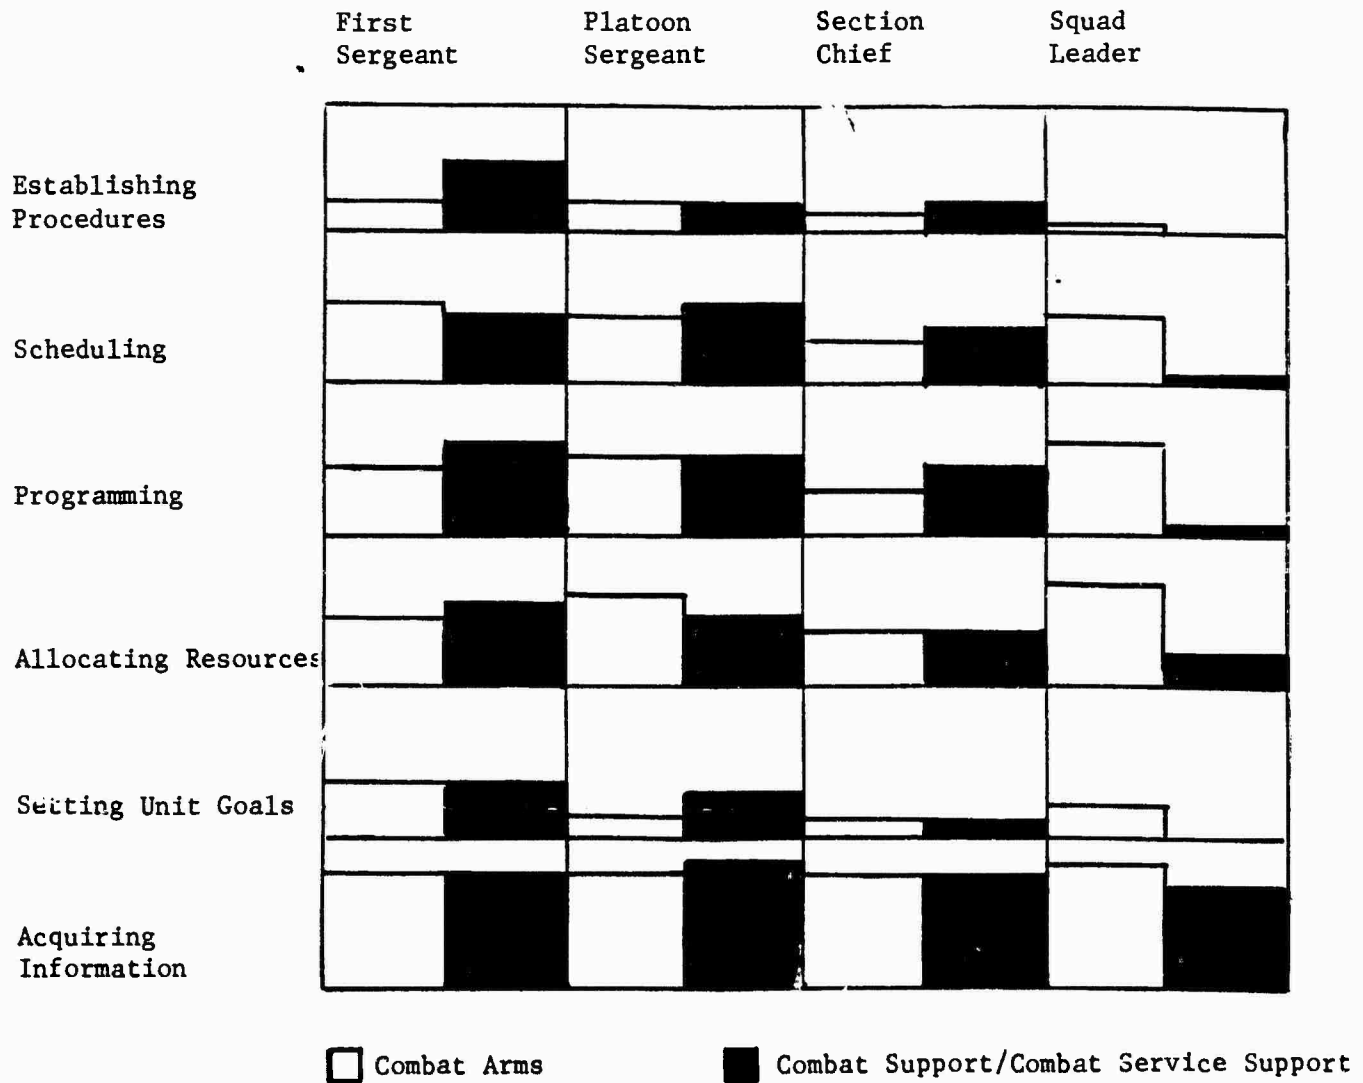 First Platoon Section Squad
Sergeant Sergeant Chief Leader
Establishing
Procedures
Scheduling
Programming
Allocating Resources
Setting Unit Goals
Acquiring
Information
Combat Arms Combat Support/Combat Service Support